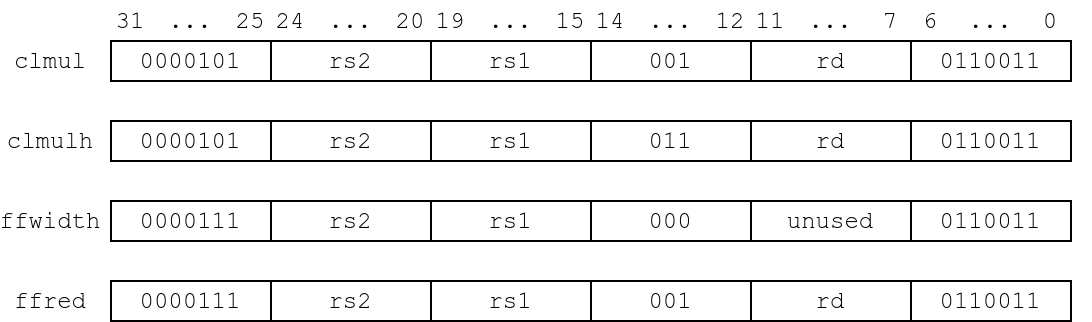 31 ... 25 24 ... 20 19 ... 15 14 ... 12 11 ... 7 6 ... 0
clmul 0000101 rs2 rs1 001 rd 0110011
clmulh 0000101 rs2 rs1 011 rd 0110011
ffwidth 0000111 rs2 rs1 000 unused 0110011
ffred 0000111 rs2 rs1 001 rd 0110011